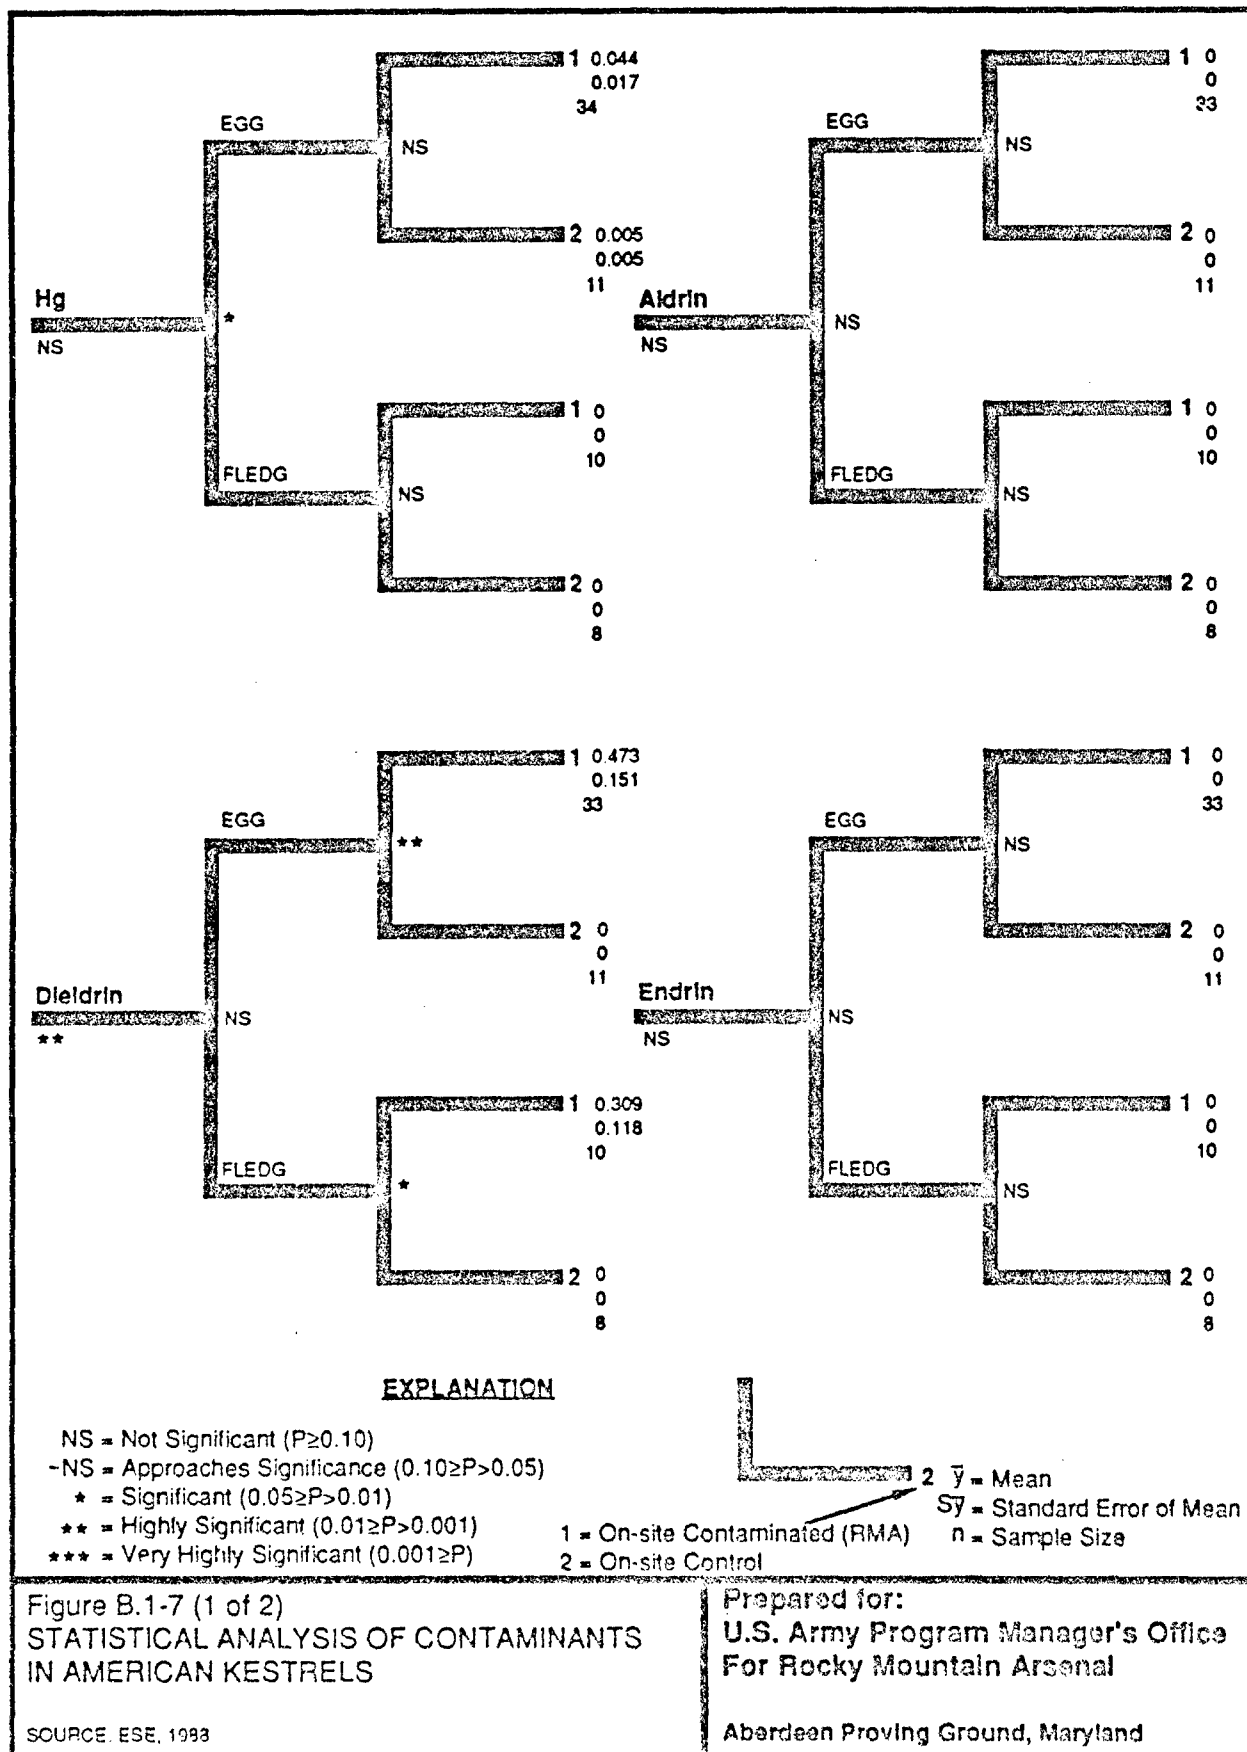 Hg
NS
*
EGG
NS
1 0.044
0.017
34
2 0.005
0.005
11
FLEDG
NS
1 0
0
10
2 0
0
8
Aldrin
NS
NS
EGG
NS
1 0
0
33
2 0
0
11
FLEDG
NS
1 0
0
10
2 0
0
8
Dieldrin
**
NS
EGG
**
1 0.473
0.151
33
2 0
0
11
FLEDG
*
1 0.309
0.118
10
2 0
0
8
Endrin
NS
NS
EGG
NS
1 0
0
33
2 0
0
11
FLEDG
NS
1 0
0
10
2 0
0
8
EXPLANATION
NS = Not Significant (P≥0.10)
~NS = Approaches Significance (0.10≥P>0.05)
* = Significant (0.05≥P>0.01)
** = Highly Significant (0.01≥P>0.001)
*** = Very Highly Significant (0.001≥P)
1 = On-site Contaminated (RMA)
2 = On-site Control
2 ȳ = Mean
Sȳ = Standard Error of Mean
n = Sample Size
Figure B.1-7 (1 of 2)
STATISTICAL ANALYSIS OF CONTAMINANTS
IN AMERICAN KESTRELS
SOURCE. ESE, 1988
Prepared for:
U.S. Army Program Manager's Office
For Rocky Mountain Arsenal
Aberdeen Proving Ground, Maryland